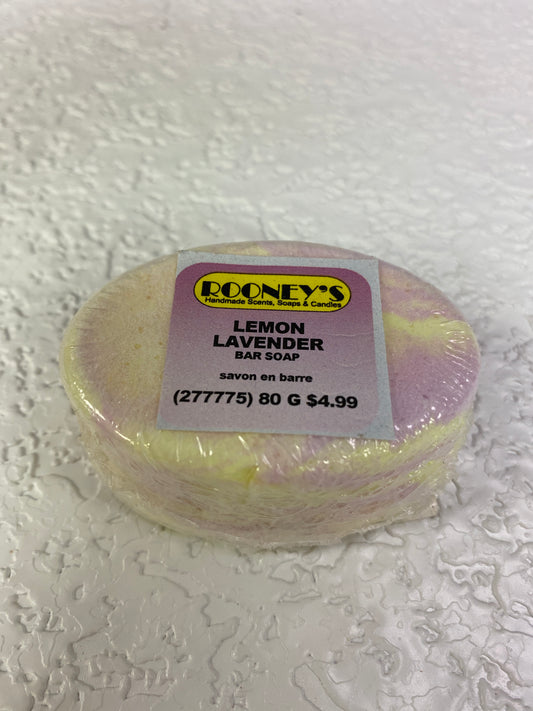 ROONEY'S
Handmade Scents, Soaps & Candles
LEMON
LAVENDER
BAR SOAP
savon en barre
(277775) 80 G $4.99